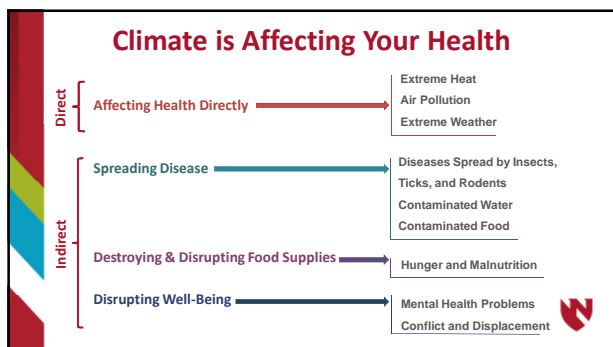 Climate is Affecting Your Health
Direct
Affecting Health Directly
Extreme Heat
Air Pollution
Extreme Weather
Indirect
Spreading Disease
Diseases Spread by Insects,
Ticks, and Rodents
Contaminated Water
Contaminated Food
Destroying & Disrupting Food Supplies
Hunger and Malnutrition
Disrupting Well-Being
Mental Health Problems
Conflict and Displacement
N